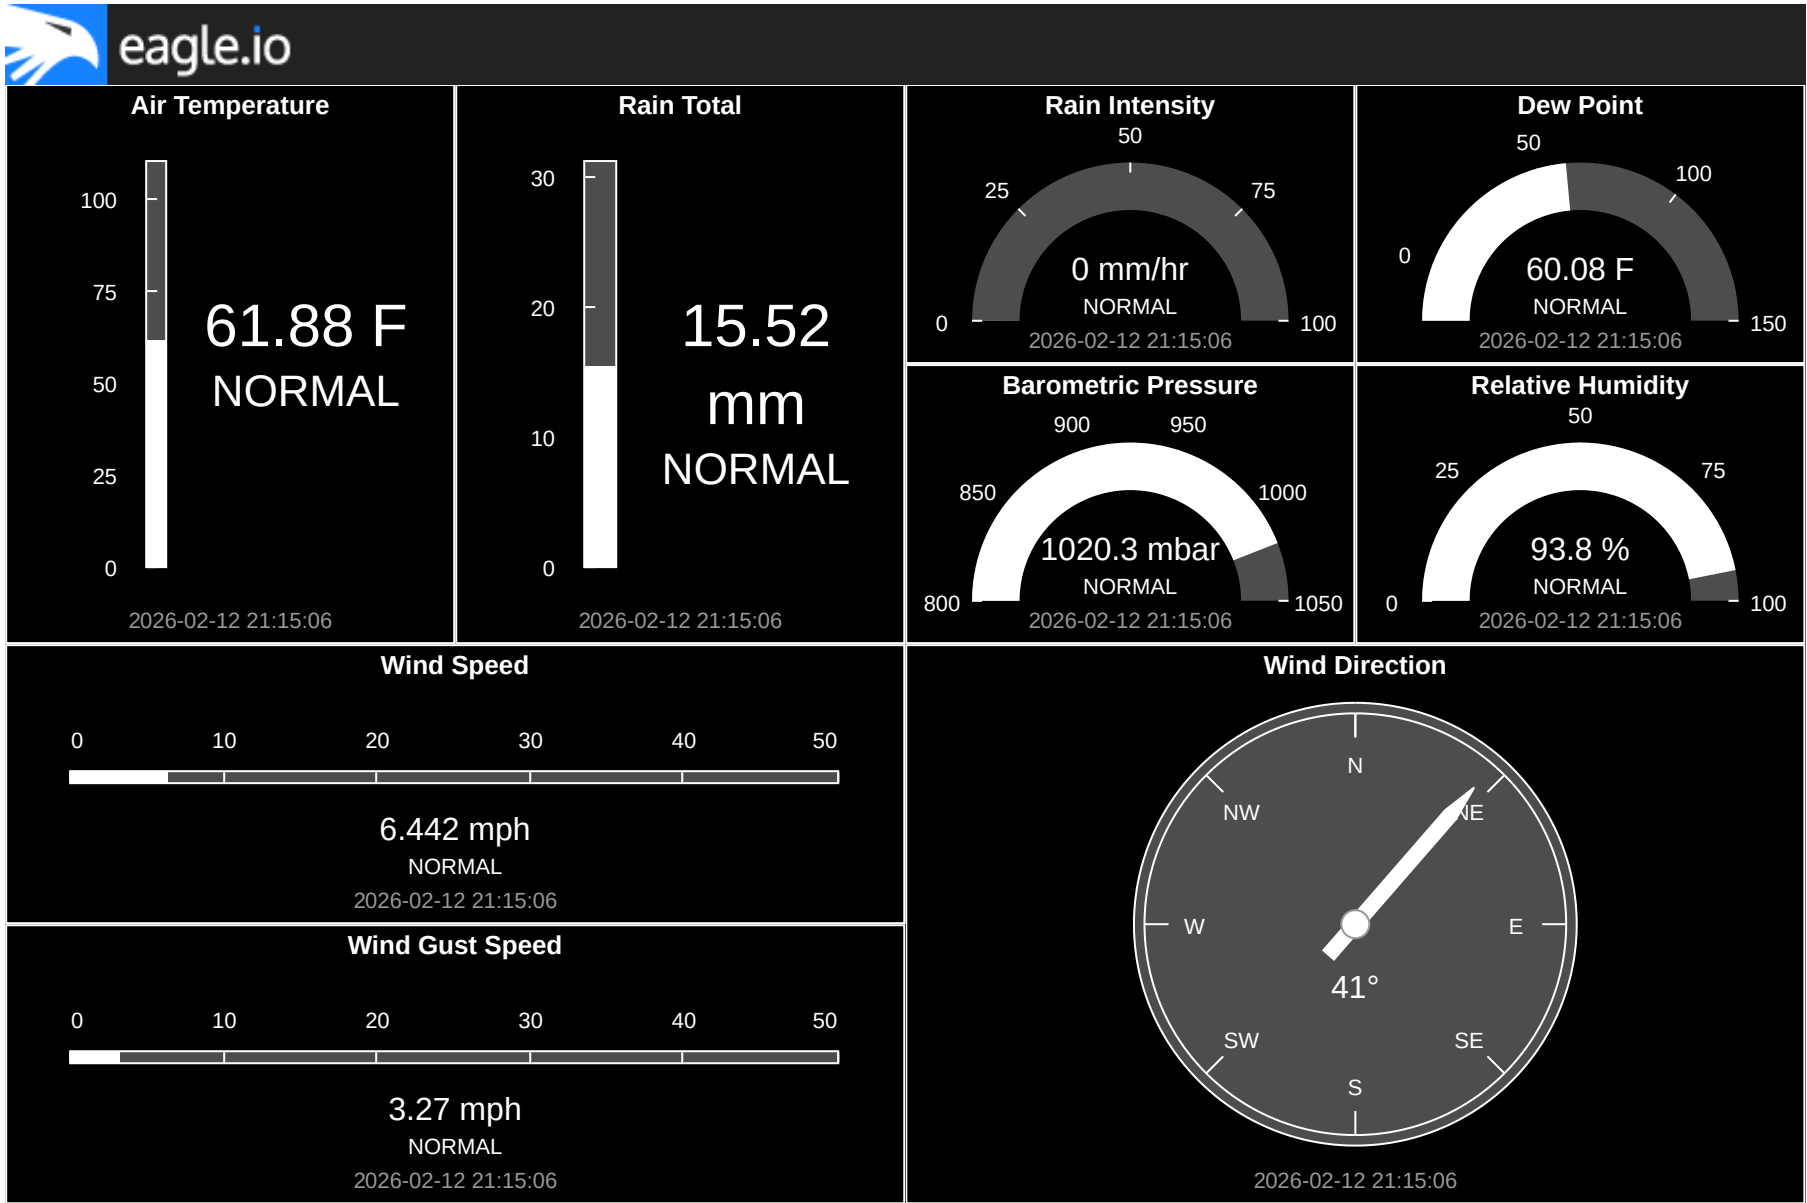 eagle.io
Air Temperature
100
75
50
25
0
61.88 F
NORMAL
2026-02-12 21:15:06
Rain Total
30
20
10
0
15.52
mm
NORMAL
2026-02-12 21:15:06
Rain Intensity
0
25
50
75
100
0 mm/hr
NORMAL
2026-02-12 21:15:06
Dew Point
0
50
100
150
60.08 F
NORMAL
2026-02-12 21:15:06
Barometric Pressure
800
850
900
950
1000
1050
1020.3 mbar
NORMAL
2026-02-12 21:15:06
Relative Humidity
0
25
50
75
100
93.8 %
NORMAL
2026-02-12 21:15:06
Wind Speed
0 10 20 30 40 50
6.442 mph
NORMAL
2026-02-12 21:15:06
Wind Gust Speed
0 10 20 30 40 50
3.27 mph
NORMAL
2026-02-12 21:15:06
Wind Direction
N
NW NE
W E
41°
SW SE
S
2026-02-12 21:15:06